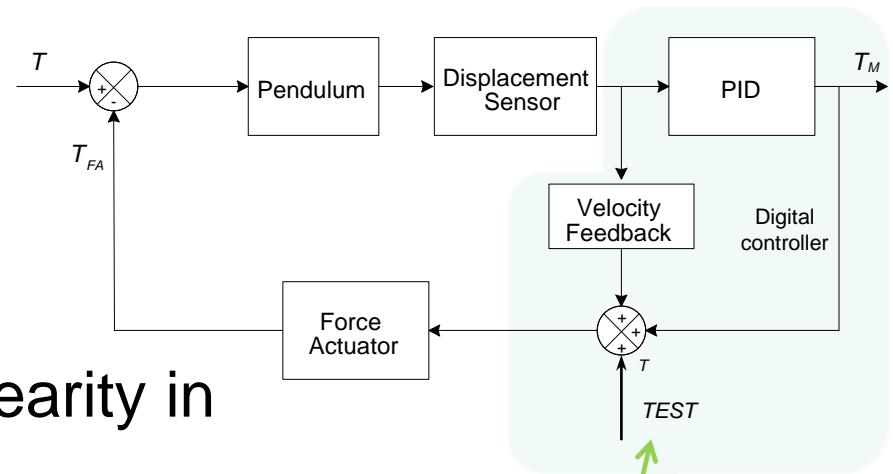 T
+
-
Pendulum
Displacement
Sensor
PID
T_M
T_FA
Velocity
Feedback
Digital
controller
Force
Actuator
+
+
+
T
TEST
earity in